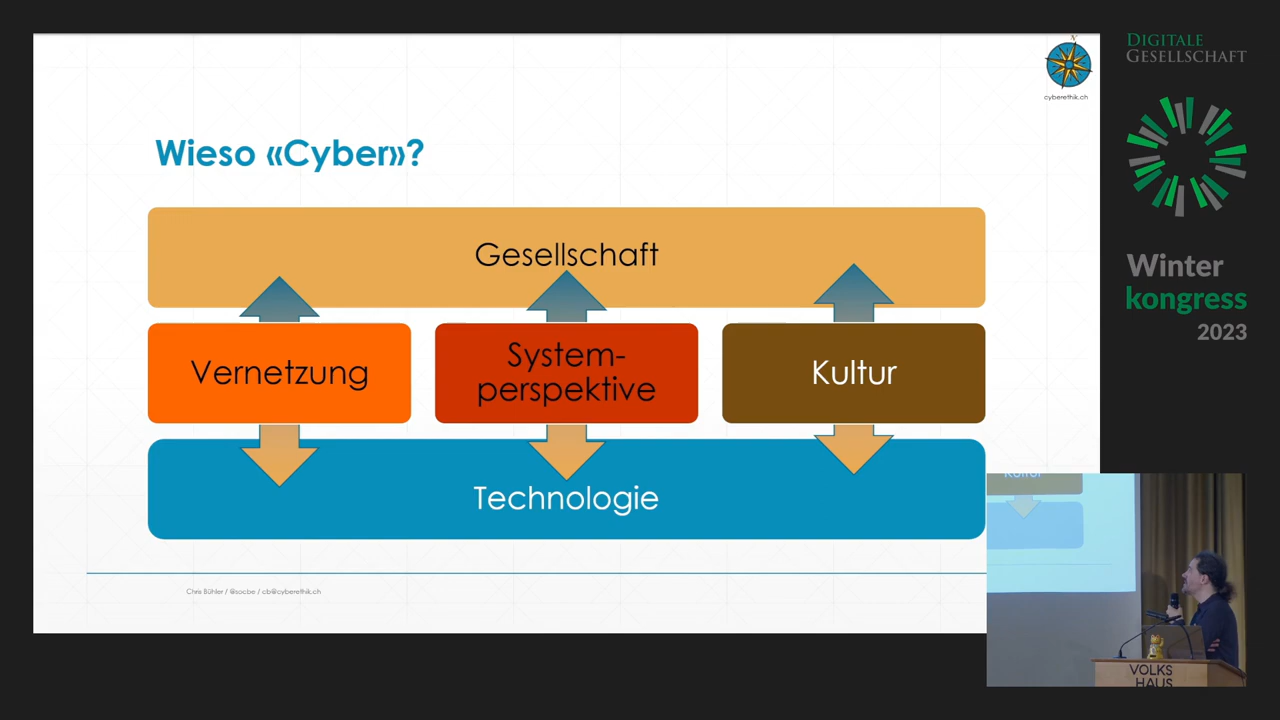 N
cyberethik.ch
DIGITALE
GESELLSCHAFT
Wieso «Cyber»?
Gesellschaft
Vernetzung
System-
perspektive
Kultur
Technologie
Chris Bühler / @socbe / cb@cyberethik.ch
Winter
kongress
2023
Kultur
VOLKS
HAUS